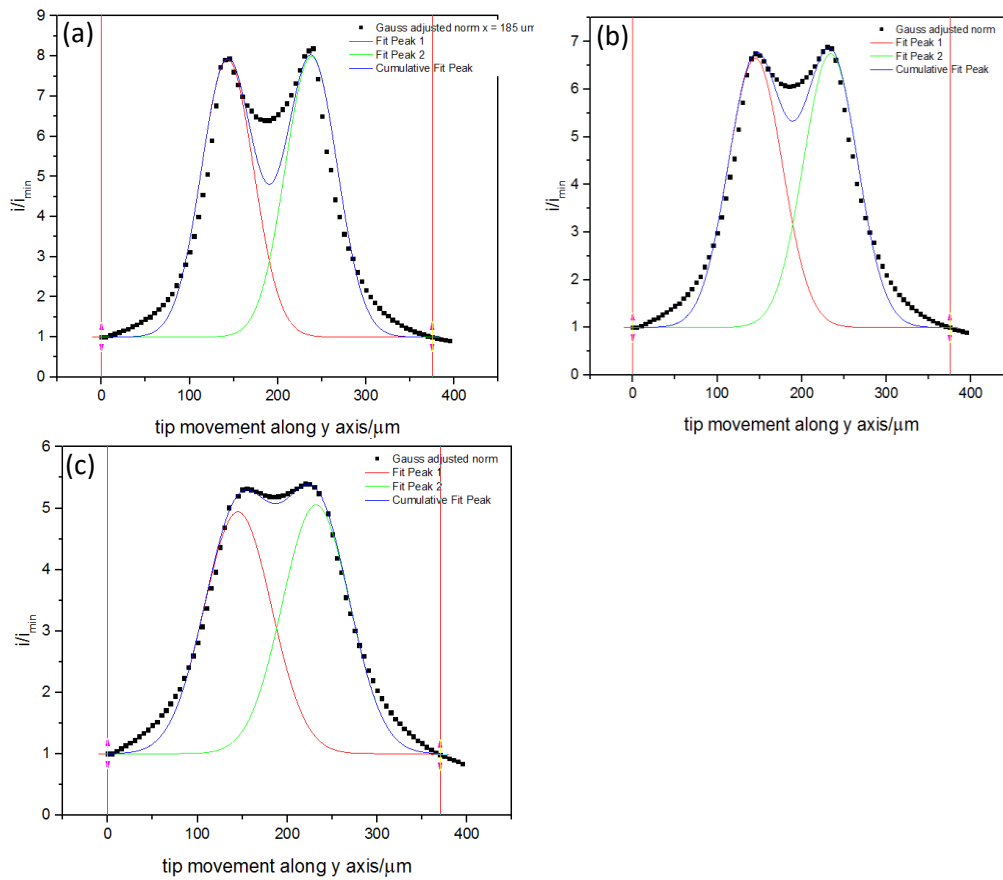 (a)
Gauss adjusted norm x = 185 um
Fit Peak 1
Fit Peak 2
Cumulative Fit Peak
9
8
7
6
5
4
3
2
1
0
i/imin
0 100 200 300 400
tip movement along y axis/μm
(b)
Gauss adjusted norm
Fit Peak 1
Fit Peak 2
Cumulative Fit Peak
7
6
5
4
3
2
1
0
i/imin
0 100 200 300 400
tip movement along y axis/μm
(c)
Gauss adjusted norm
Fit Peak 1
Fit Peak 2
Cumulative Fit Peak
6
5
4
3
2
1
0
i/imin
0 100 200 300 400
tip movement along y axis/μm